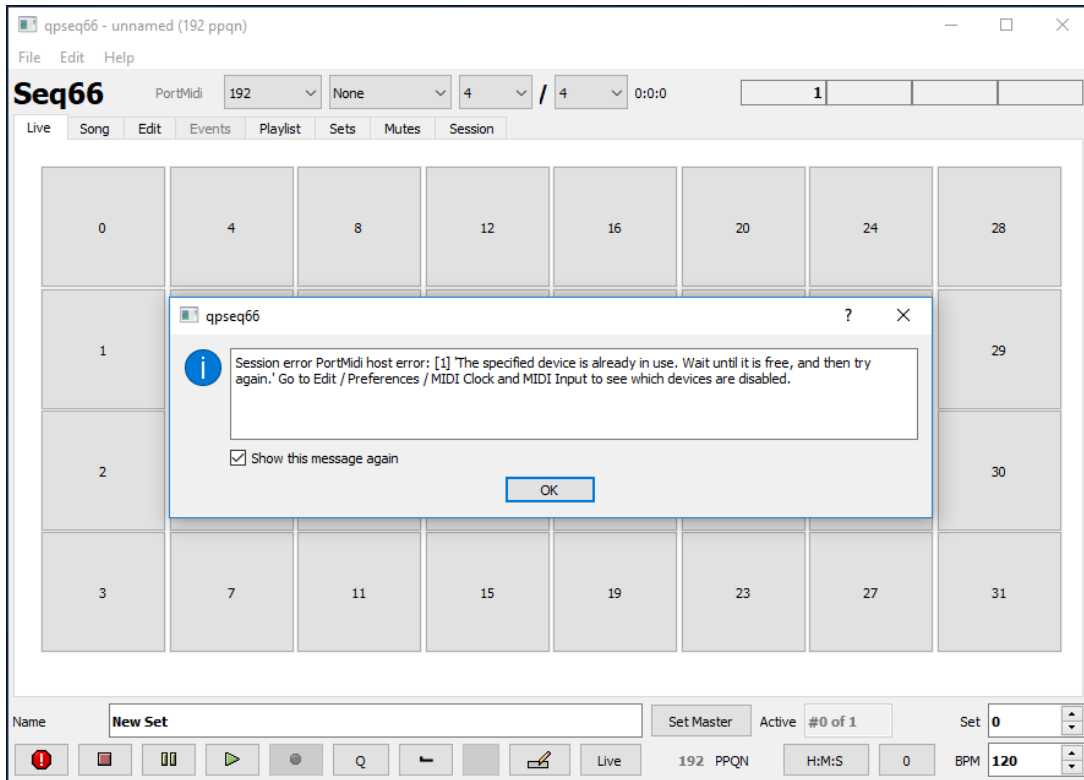 qpseq66 - unnamed (192 ppqn)
File Edit Help
Seq66 PortMidi 192 None 4 / 4 0:0:0 1
Live Song Edit Events Playlist Sets Mutes Session
0 4 8 12 16 20 24 28
qpseq66 ?
1 29
Session error PortMidi host error: [1] 'The specified device is already in use. Wait until it is free, and then try
again.' Go to Edit / Preferences / MIDI Clock and MIDI Input to see which devices are disabled.
Show this message again
2 30
OK
3 7 11 15 19 23 27 31
Name New Set Set Master Active #0 of 1 Set 0
Q Live 192 PPQN H:M:S 0 BPM 120